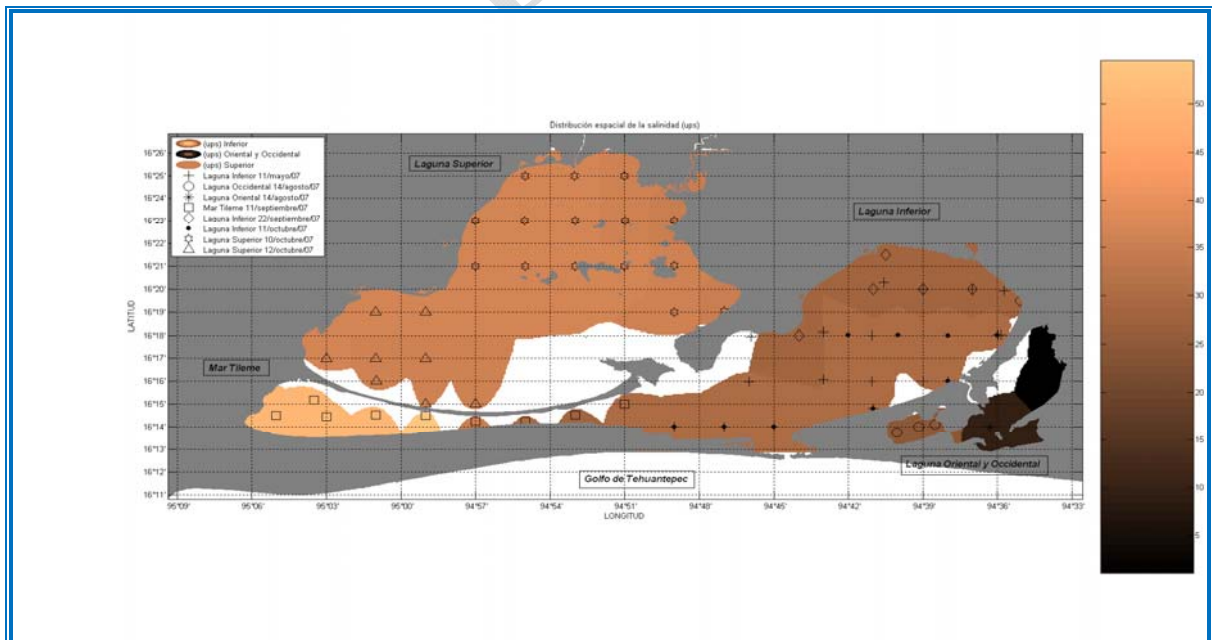 Distribución espacial de la salinidad (ups)
(ups) Inferior
(ups) Oriental y Occidental
(ups) Superior
Laguna Inferior 11/mayo/07
Laguna Occidental 14/agosto/07
Laguna Oriental 14/agosto/07
Mar Tileme 11/septiembre/07
Laguna Inferior 22/septiembre/07
Laguna Inferior 11/octubre/07
Laguna Superior 10/octubre/07
Laguna Superior 12/octubre/07
Laguna Superior
Laguna Inferior
Mar Tileme
Laguna Oriental y Occidental
Golfo de Tehuantepec
LATITUD
16°26'
16°25'
16°24'
16°23'
16°22'
16°21'
16°20'
16°19'
16°18'
16°17'
16°16'
16°15'
16°14'
16°13'
16°12'
16°11'
95°09' 95°06' 95°03' 95°00' 94°57' 94°54' 94°51' 94°48' 94°45' 94°42' 94°39' 94°36' 94°33'
LONGITUD
50
45
40
35
30
25
20
15
10
5